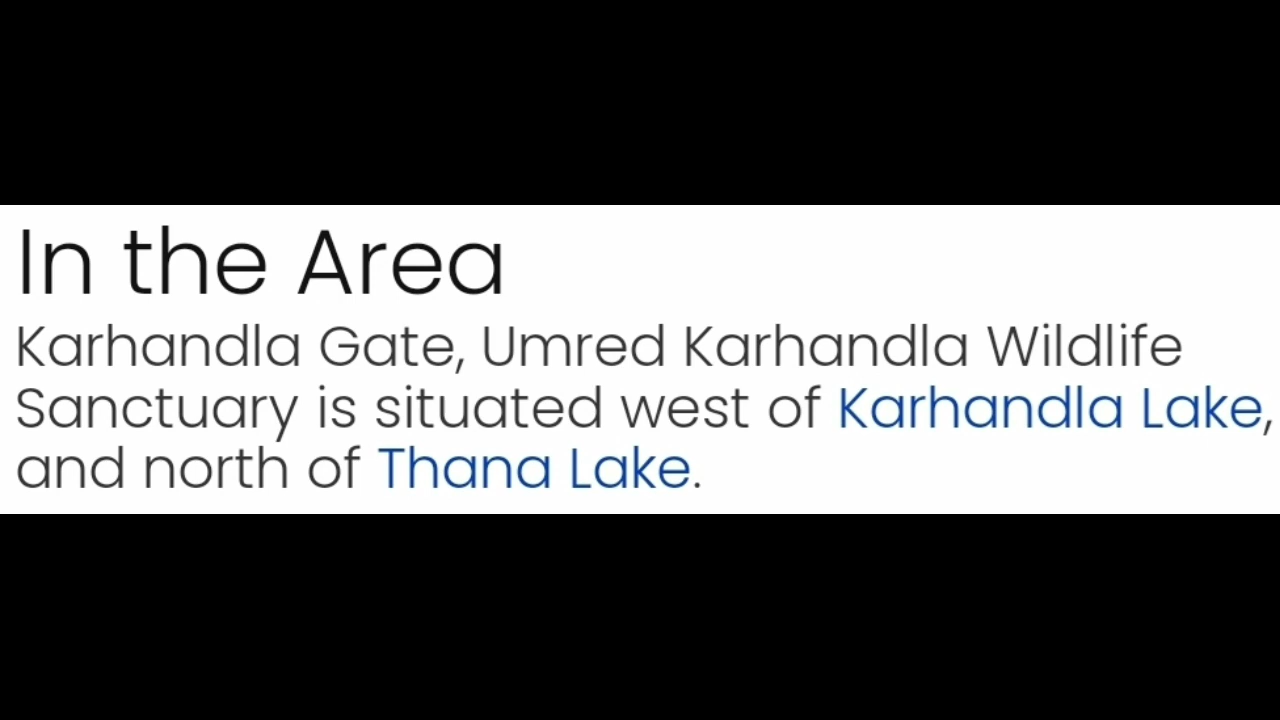 In the Area
Karhandla Gate, Umred Karhandla Wildlife
Sanctuary is situated west of Karhandla Lake,
and north of Thana Lake.